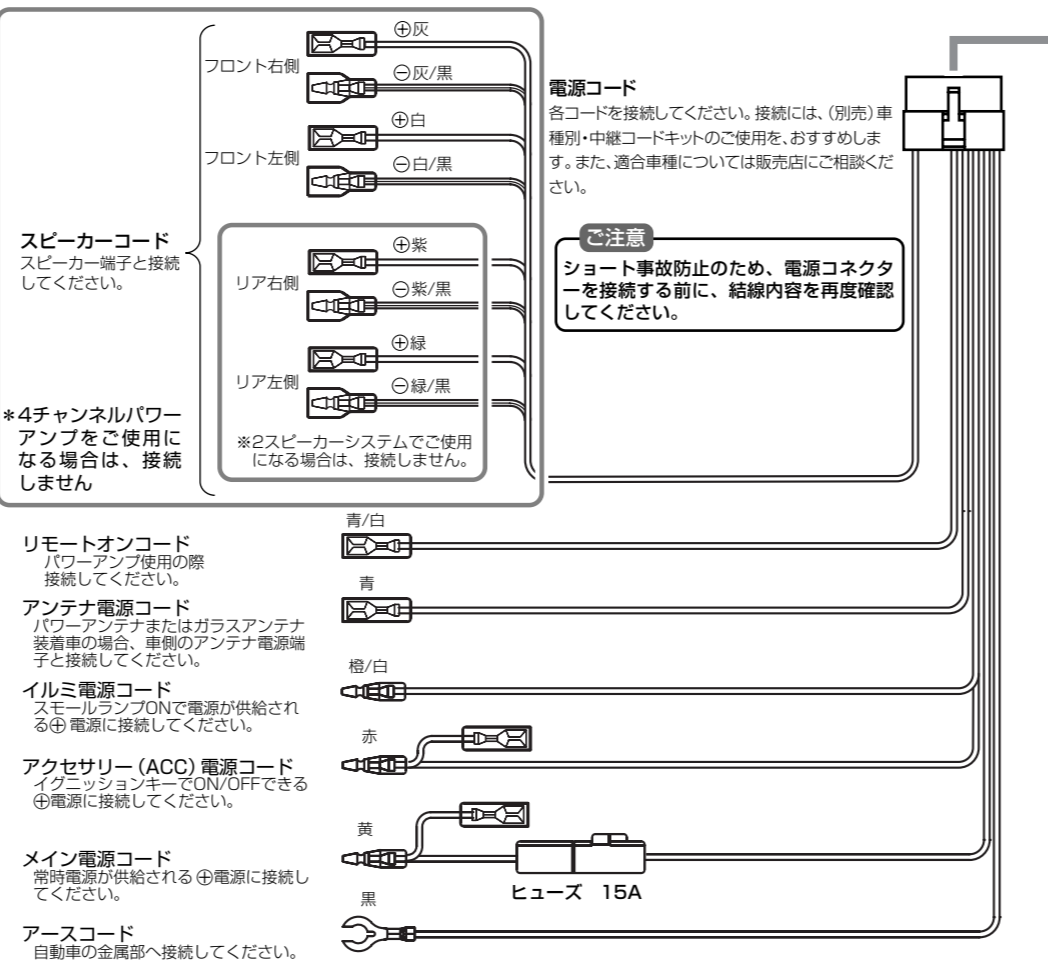 ⊕灰
フロント右側
⊖灰/黒
⊕白
フロント左側
⊖白/黒
スピーカーコード
スピーカー端子と接続
してください。
⊕紫
リア右側
⊖紫/黒
⊕緑
リア左側
⊖緑/黒
※2スピーカーシステムでご使用
になる場合は、接続しません。
*4チャンネルパワー
アンプをご使用に
なる場合は、接続
しません
電源コード
各コードを接続してください。接続には、(別売)車
種別・中継コードキットのご使用を、おすすめしま
す。また、適合車種については販売店にご相談くだ
さい。
ご注意
ショート事故防止のため、電源コネクタ
ーを接続する前に、結線内容を再度確認
してください。
青/白
リモートオンコード
パワーアンプ使用の際
接続してください。
青
アンテナ電源コード
パワーアンテナまたはガラスアンテナ
装着車の場合、車側のアンテナ電源端
子と接続してください。
橙/白
イルミ電源コード
スモールランプONで電源が供給され
る⊕電源に接続してください。
赤
アクセサリー(ACC)電源コード
イグニッションキーでON/OFFできる
⊕電源に接続してください。
黄
メイン電源コード
常時電源が供給される⊕電源に接続し
てください。
ヒューズ 15A
黒
アースコード
自動車の金属部へ接続してください。